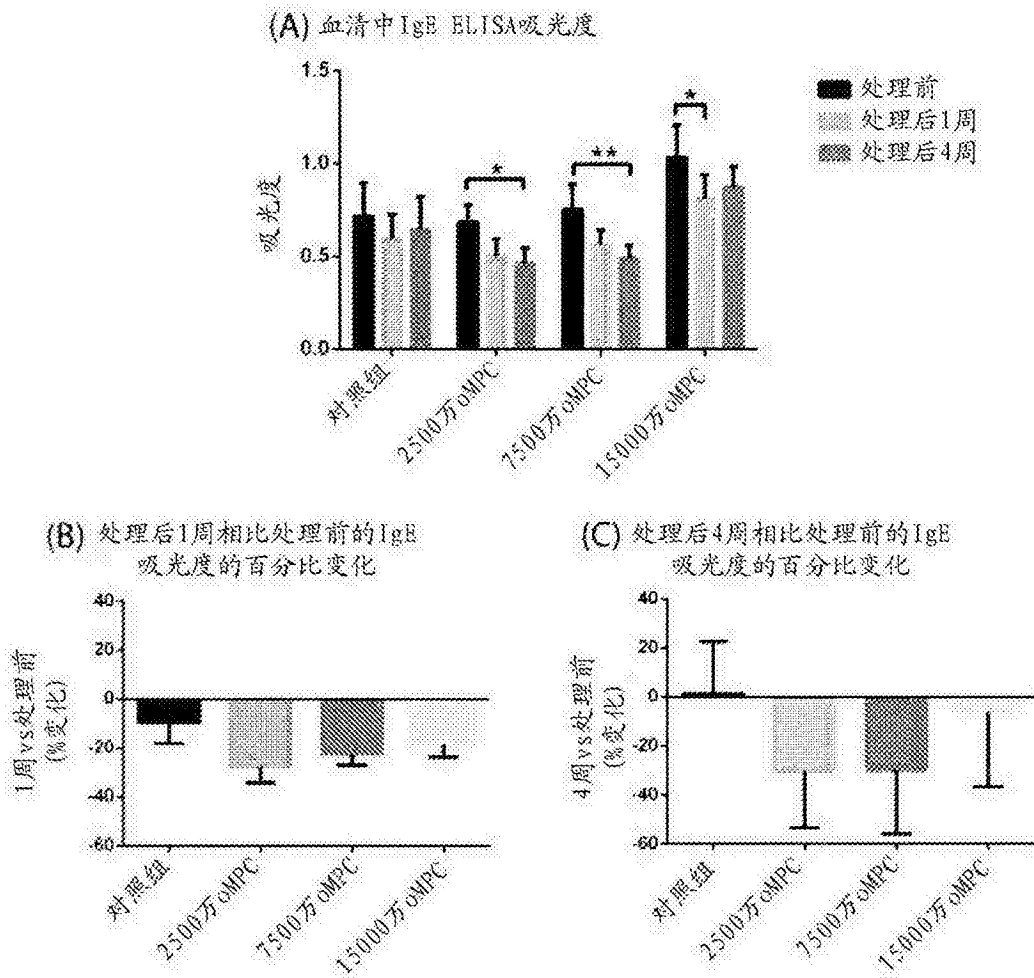 (A) 血清中IgE ELISA吸光度
1.5
1.0
0.5
0.0
吸光度
*
**
*
处理前
处理后1周
处理后4周
对照组
2500万oMPC
7500万oMPC
15000万oMPC
(B) 处理后1周相比处理前的IgE
吸光度的百分比变化
40
20
0
-20
-40
-60
1周vs处理前
(%变化)
对照组
2500万oMPC
7500万oMPC
15000万oMPC
(C) 处理后4周相比处理前的IgE
吸光度的百分比变化
40
20
0
-20
-40
-60
4周vs处理前
(%变化)
对照组
2500万oMPC
7500万oMPC
15000万oMPC